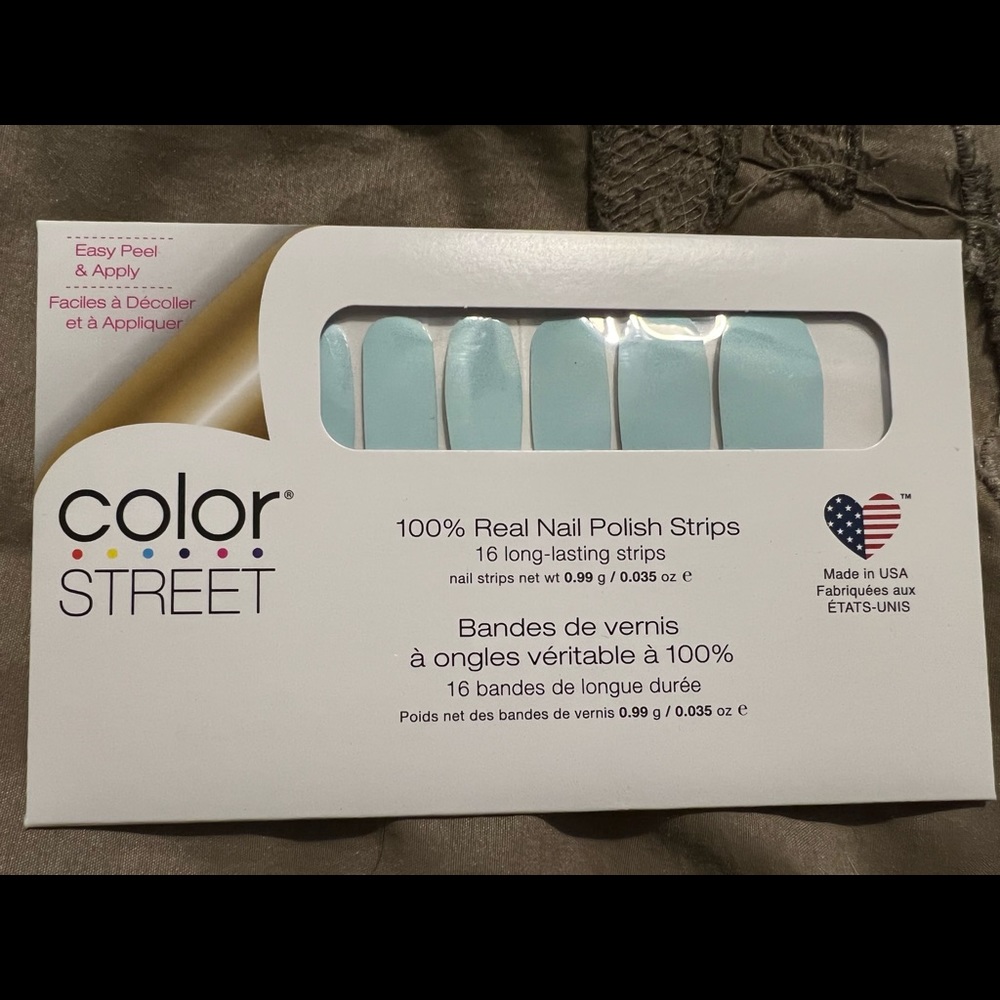 Easy Peel
& Apply
Faciles à Décoller
et à Appliquer
color®
STREET
100% Real Nail Polish Strips
16 long-lasting strips
nail strips net wt 0.99 g / 0.035 oz e
Bandes de vernis
à ongles véritable à 100%
16 bandes de longue durée
Poids net des bandes de vernis 0.99 g / 0.035 oz e
TM
Made in USA
Fabriquées aux
ÉTATS-UNIS